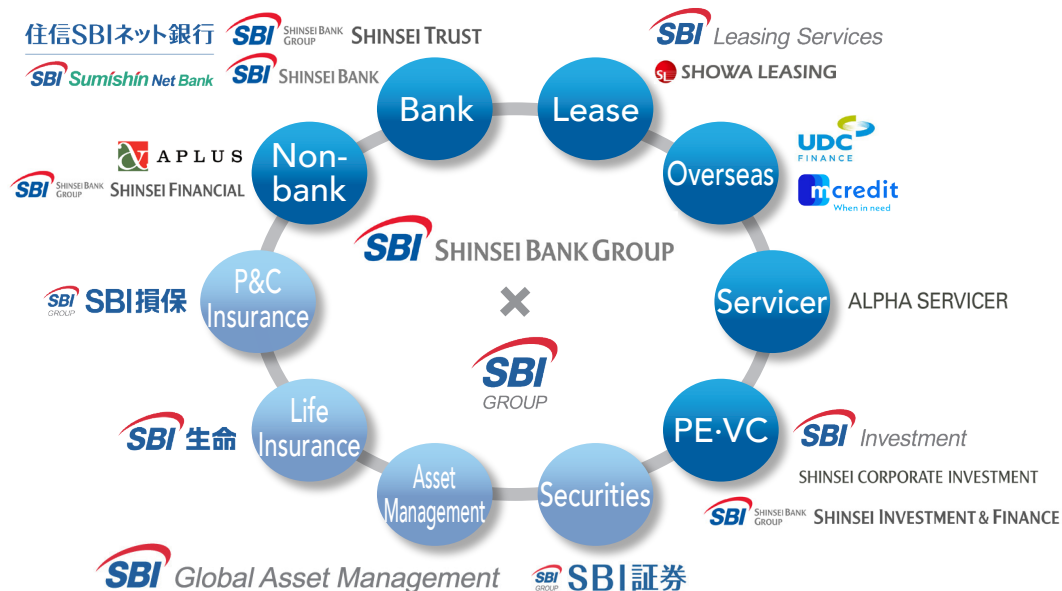 住信SBIネット銀行
SBI Sumishin Net Bank
SBI SHINSEI BANK GROUP SHINSEI TRUST
SBI SHINSEI BANK
Bank
Lease
SBI Leasing Services
SL SHOWA LEASING
APLUS
SBI SHINSEI BANK GROUP SHINSEI FINANCIAL
Non-
bank
Overseas
UDC
FINANCE
mcredit
When in need
SBI SHINSEI BANK GROUP
×
SBI
GROUP
SBI GROUP SBI損保
P&C
Insurance
Servicer
ALPHA SERVICER
SBI生命
Life
Insurance
PE·VC
SBI Investment
SHINSEI CORPORATE INVESTMENT
SBI SHINSEI BANK GROUP SHINSEI INVESTMENT & FINANCE
Asset
Management
Securities
SBI Global Asset Management
SBI GROUP SBI証券